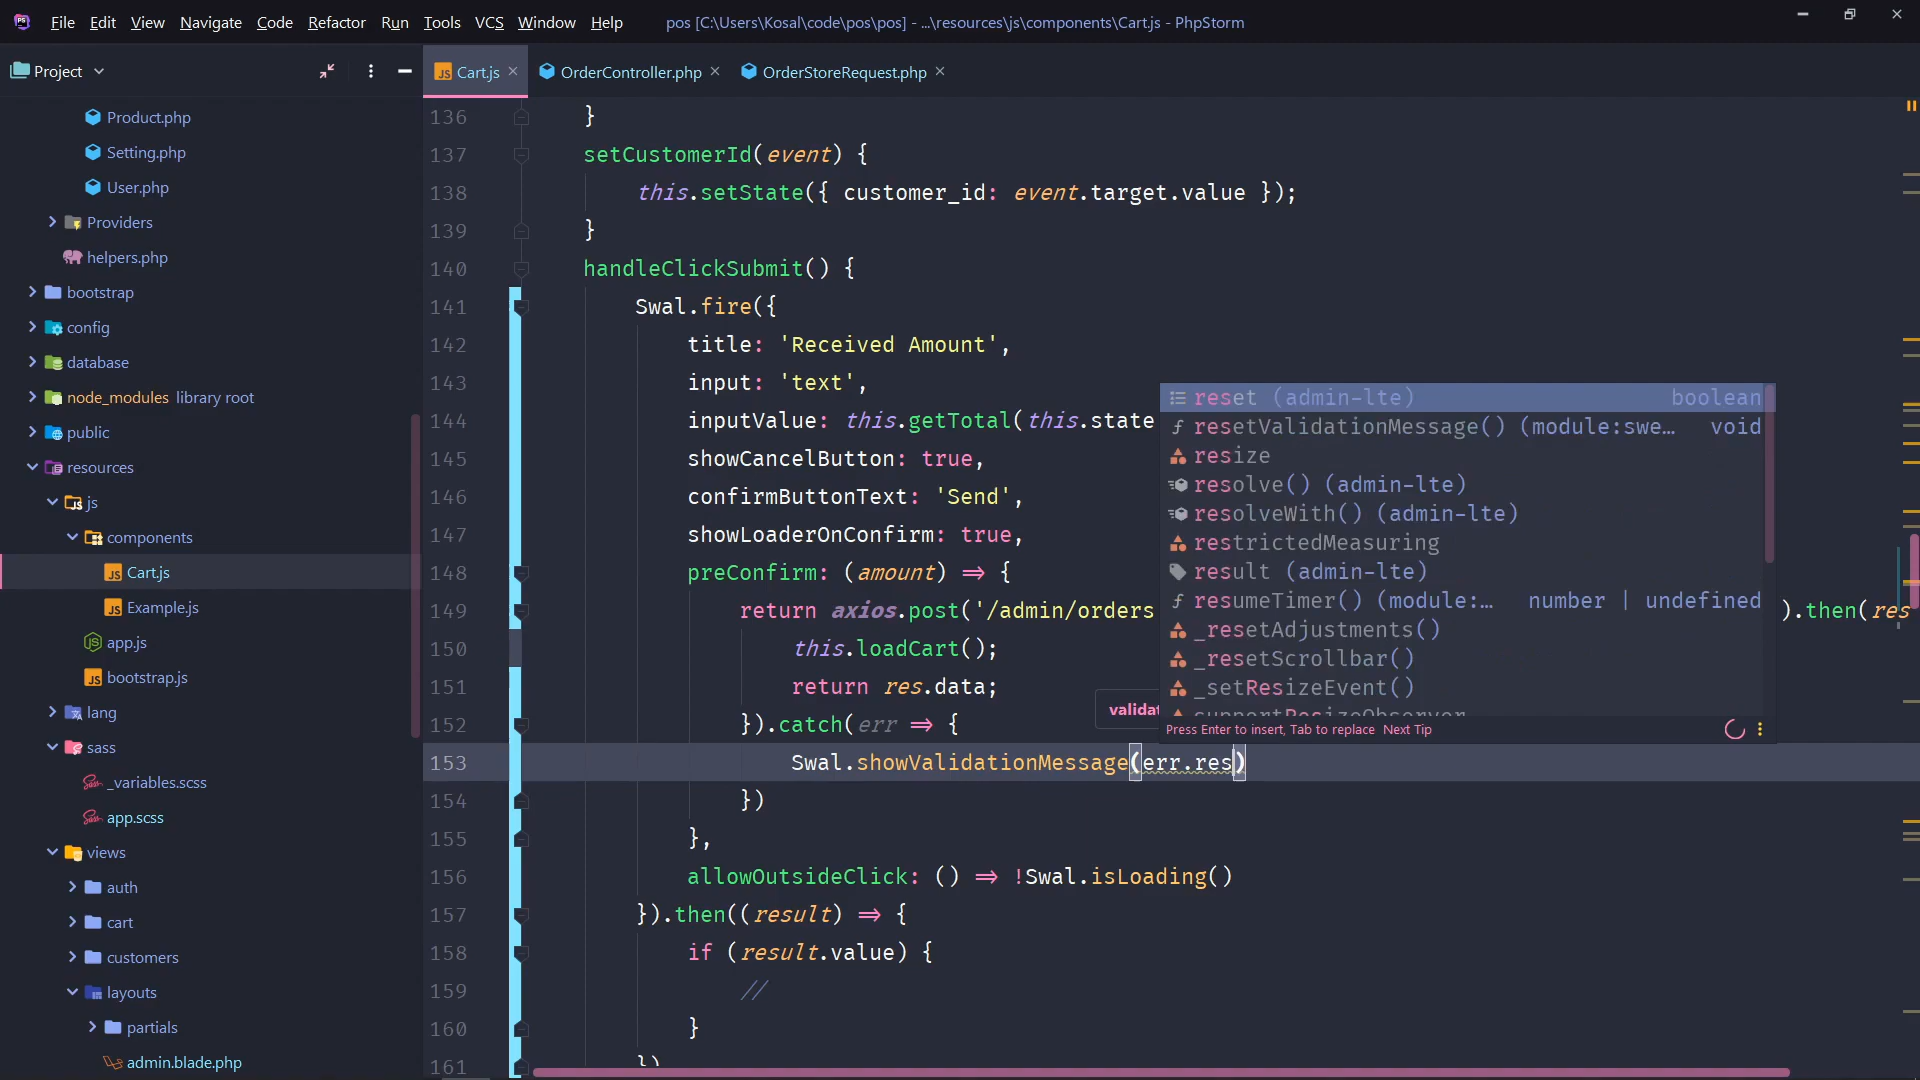 File Edit View Navigate Code Refactor Run Tools VCS Window Help pos [C:\Users\Kosal\code\pos\pos] - ...\resources\js\components\Cart.js - PhpStorm
Project
Cart.js
OrderController.php
OrderStoreRequest.php
Product.php
Setting.php
User.php
Providers
helpers.php
bootstrap
config
database
node_modules library root
public
resources
js
components
Cart.js
Example.js
app.js
bootstrap.js
lang
sass
_variables.scss
app.scss
views
auth
cart
customers
layouts
partials
admin.blade.php
136 }
137 setCustomerId(event) {
138 this.setState({ customer_id: event.target.value });
139 }
140 handleClickSubmit() {
141 Swal.fire({
142 title: 'Received Amount',
143 input: 'text',
144 inputValue: this.getTotal(this.state
145 showCancelButton: true,
146 confirmButtonText: 'Send',
147 showLoaderOnConfirm: true,
148 preConfirm: (amount) => {
149 return axios.post('/admin/orders ).then(res
150 this.loadCart();
151 return res.data;
152 }).catch(err => {
153 Swal.showValidationMessage(err.res)
154 })
155 },
156 allowOutsideClick: () => !Swal.isLoading()
157 }).then((result) => {
158 if (result.value) {
159 //
160 }
161 })
reset (admin-lte) boolean
resetValidationMessage() (module:swe… void
resize
resolve() (admin-lte)
resolveWith() (admin-lte)
restrictedMeasuring
result (admin-lte)
resumeTimer() (module:… number | undefined
_resetAdjustments()
_resetScrollbar()
_setResizeEvent()
supportResizeObserver
Press Enter to insert, Tab to replace Next Tip
validat